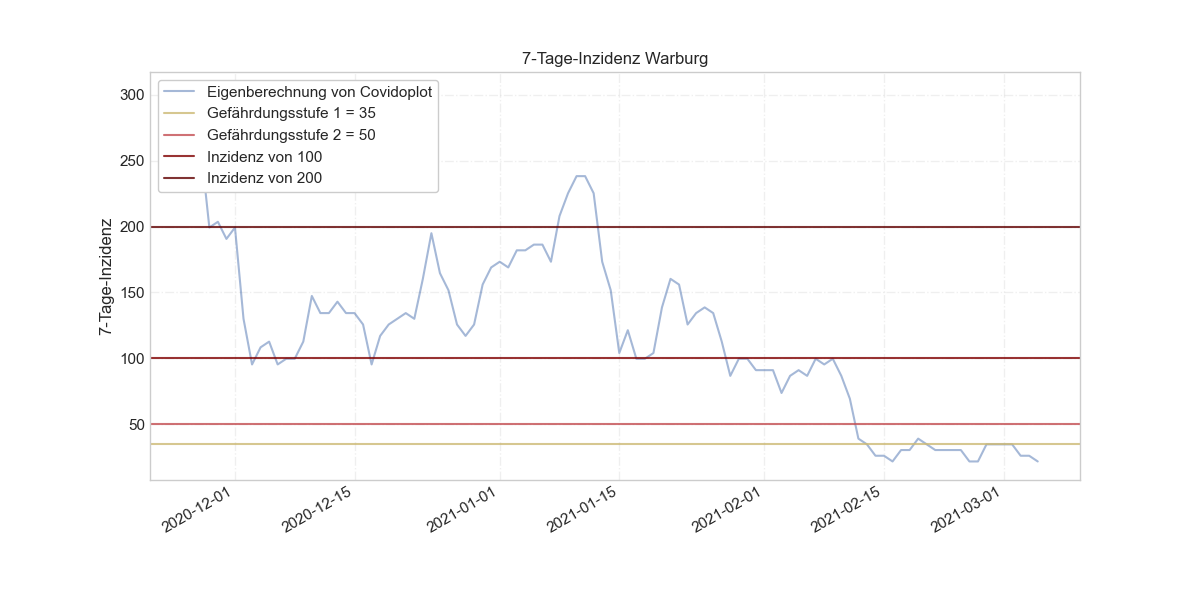 7-Tage-Inzidenz Warburg
Eigenberechnung von Covidoplot
Gefährdungsstufe 1 = 35
Gefährdungsstufe 2 = 50
Inzidenz von 100
Inzidenz von 200
7-Tage-Inzidenz
300
250
200
150
100
50
2020-12-01
2020-12-15
2021-01-01
2021-01-15
2021-02-01
2021-02-15
2021-03-01